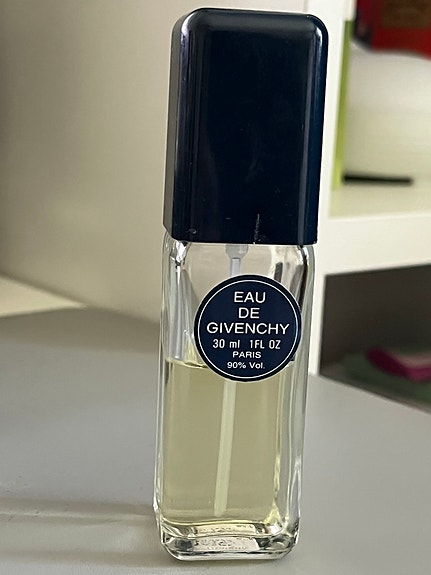 EAU
DE
GIVENCHY
30 ml 1FL OZ
PARIS
90% Vol.